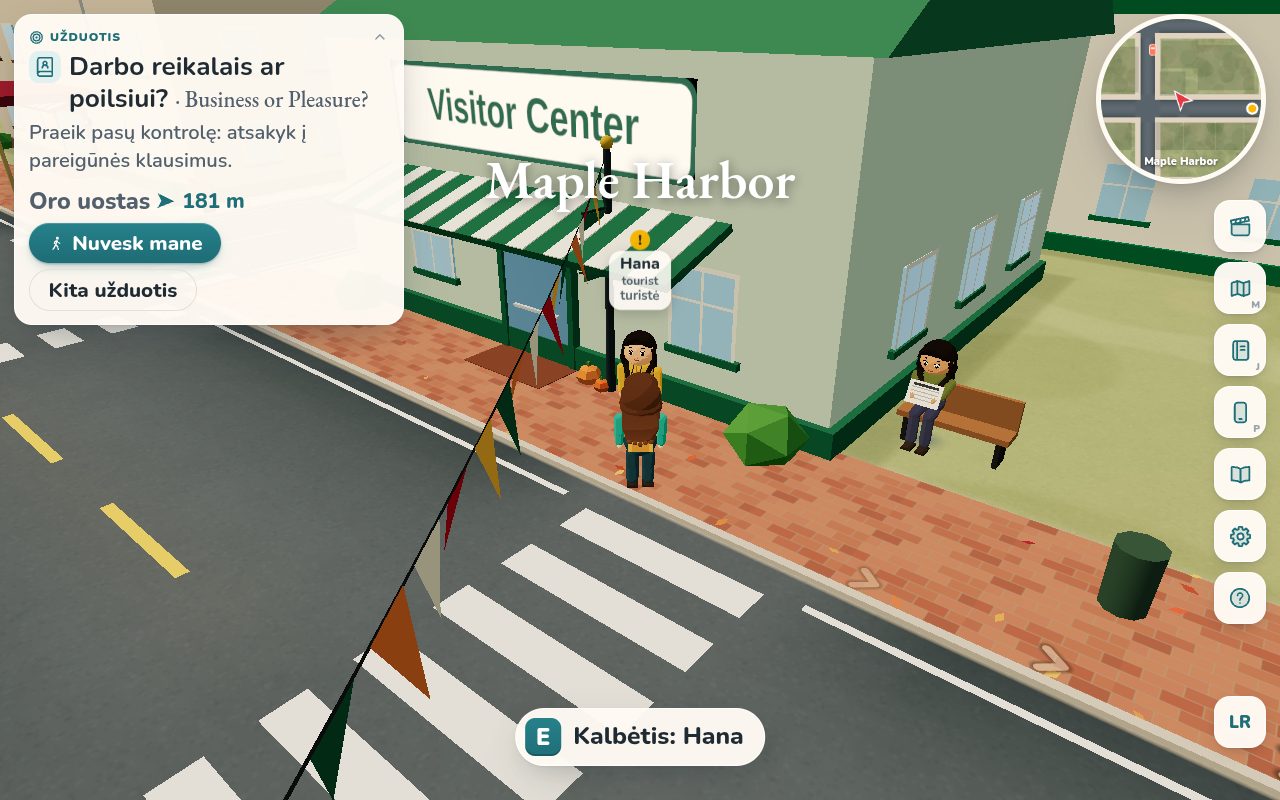 UŽDUOTIS
Darbo reikalais ar
poilsiui? · Business or Pleasure?
Praeik pasų kontrolę: atsakyk į
pareigūnės klausimus.
Oro uostas ➤ 181 m
Nuvesk mane
Kita užduotis
Visitor Center
Maple Harbor
!
Hana
tourist
turistė
Maple Harbor
M
J
P
LR
E Kalbėtis: Hana